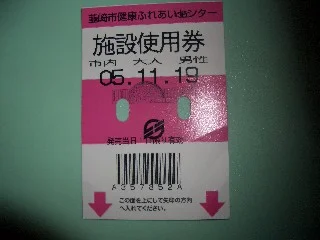 韮崎市健康ふれあいセンター
施設使用券
市内 大人 男性
05.11.19
発売当日 1回限り有効
A357852A
この面を上にして矢印の方向
へ入れてください。